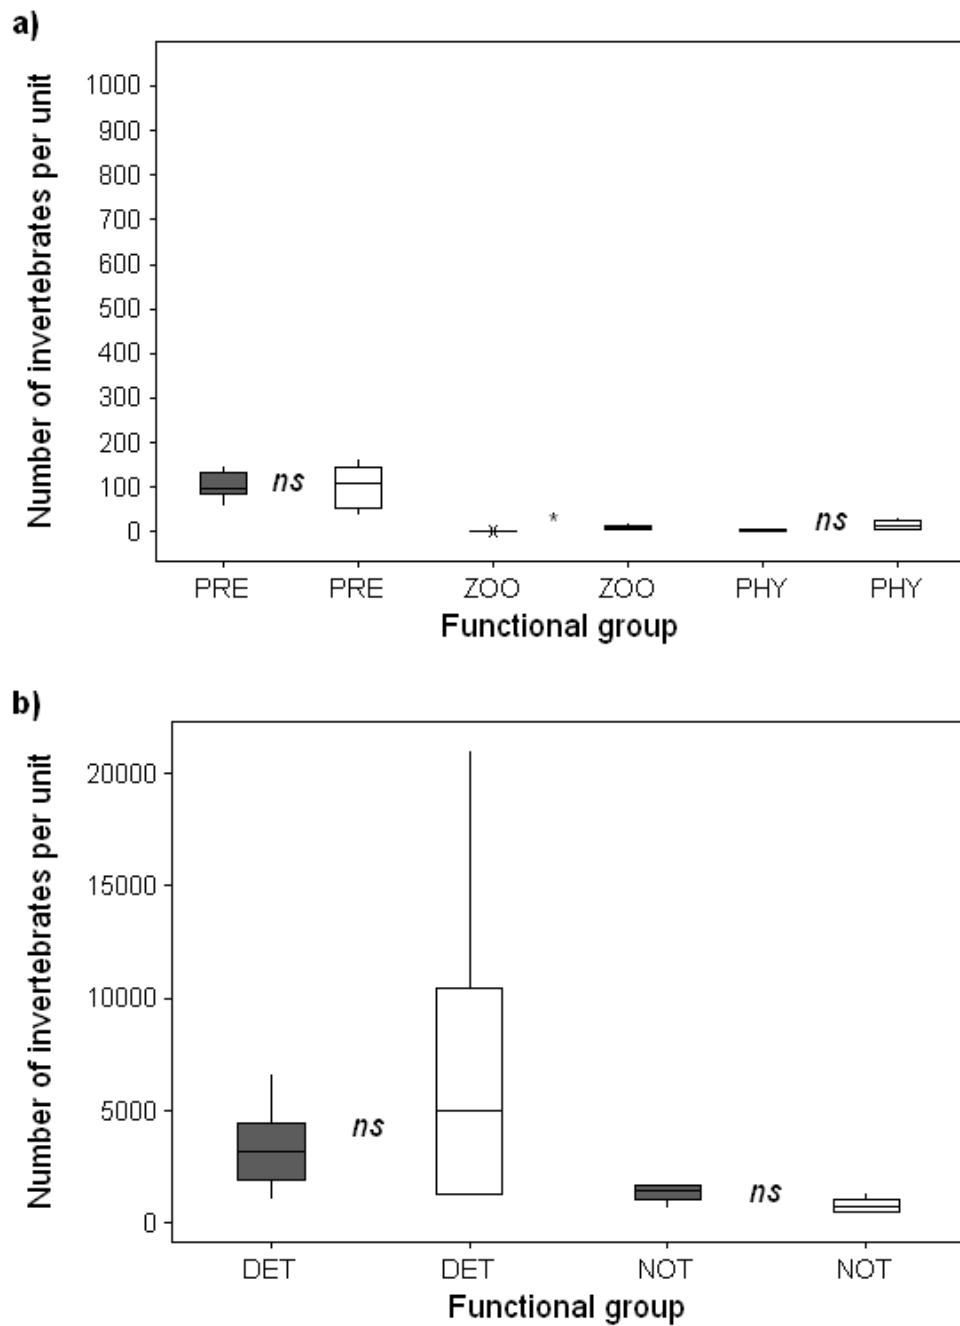 a)
Number of invertebrates per unit
1000
900
800
700
600
500
400
300
200
100
0
ns
*
ns
PRE PRE ZOO ZOO PHY PHY
Functional group
b)
Number of invertebrates per unit
20000
15000
10000
5000
0
ns
ns
DET DET NOT NOT
Functional group